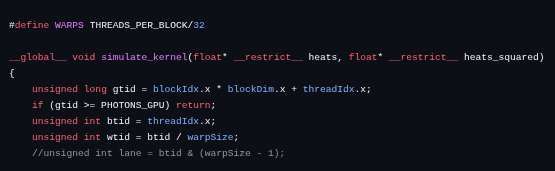 #define WARPS THREADS_PER_BLOCK/32
__global__ void simulate_kernel(float* __restrict__ heats, float* __restrict__ heats_squared)
{
    unsigned long gtid = blockIdx.x * blockDim.x + threadIdx.x;
    if (gtid >= PHOTONS_GPU) return;
    unsigned int btid = threadIdx.x;
    unsigned int wtid = btid / warpSize;
    //unsigned int lane = btid & (warpSize - 1);